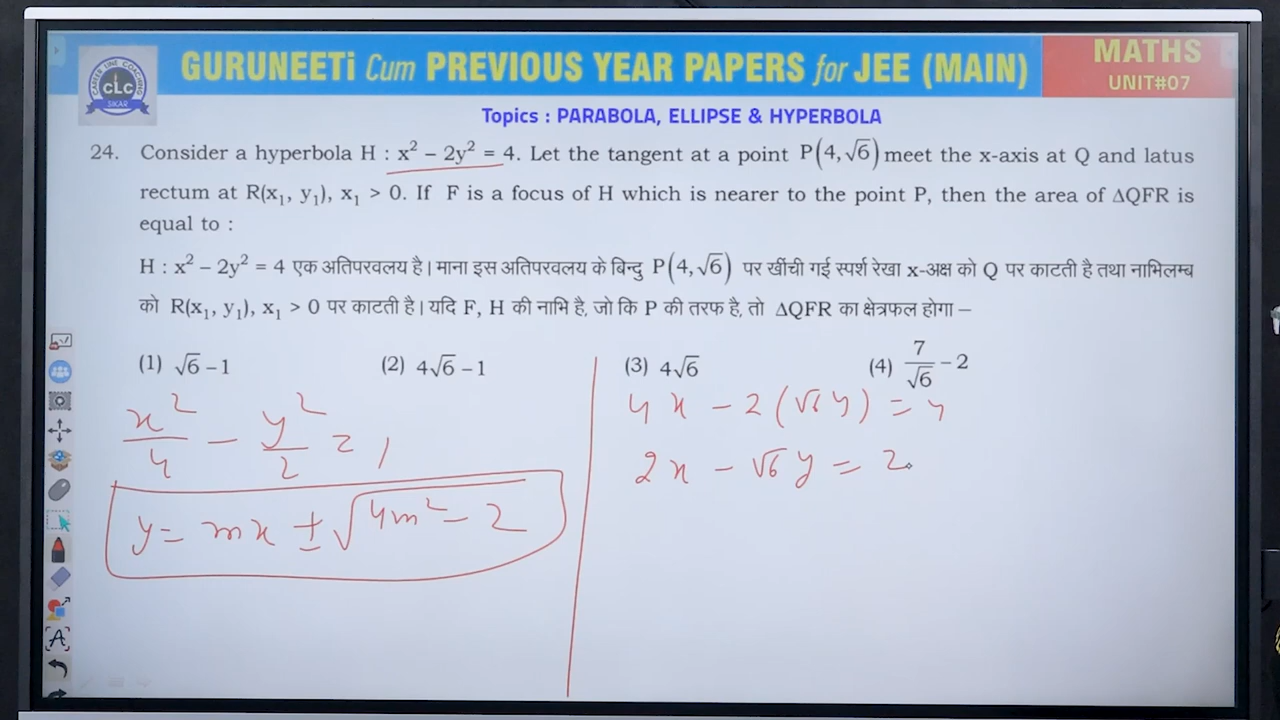 CAREER LINE COACHING
CLC
SIKAR
GURUNEETi Cum PREVIOUS YEAR PAPERS for JEE (MAIN)
MATHS
UNIT#07
Topics : PARABOLA, ELLIPSE & HYPERBOLA
24. Consider a hyperbola H : x² – 2y² = 4. Let the tangent at a point P(4, √6) meet the x-axis at Q and latus
rectum at R(x₁, y₁), x₁ > 0. If F is a focus of H which is nearer to the point P, then the area of ΔQFR is
equal to :
H : x² – 2y² = 4 एक अतिपरवलय है। माना इस अतिपरवलय के बिन्दु P(4, √6) पर खींची गई स्पर्श रेखा x-अक्ष को Q पर काटती है तथा नाभिलम्ब
को R(x₁, y₁), x₁ > 0 पर काटती है। यदि F, H की नाभि है, जो कि P की तरफ है, तो ΔQFR का क्षेत्रफल होगा –
(1) √6 – 1 (2) 4√6 – 1 (3) 4√6 (4) 7/√6 – 2
x²/4 – y²/2 = 1
y = mx ± √(4m² – 2)
4x – 2(√6 y) = 4
2x – √6 y = 2